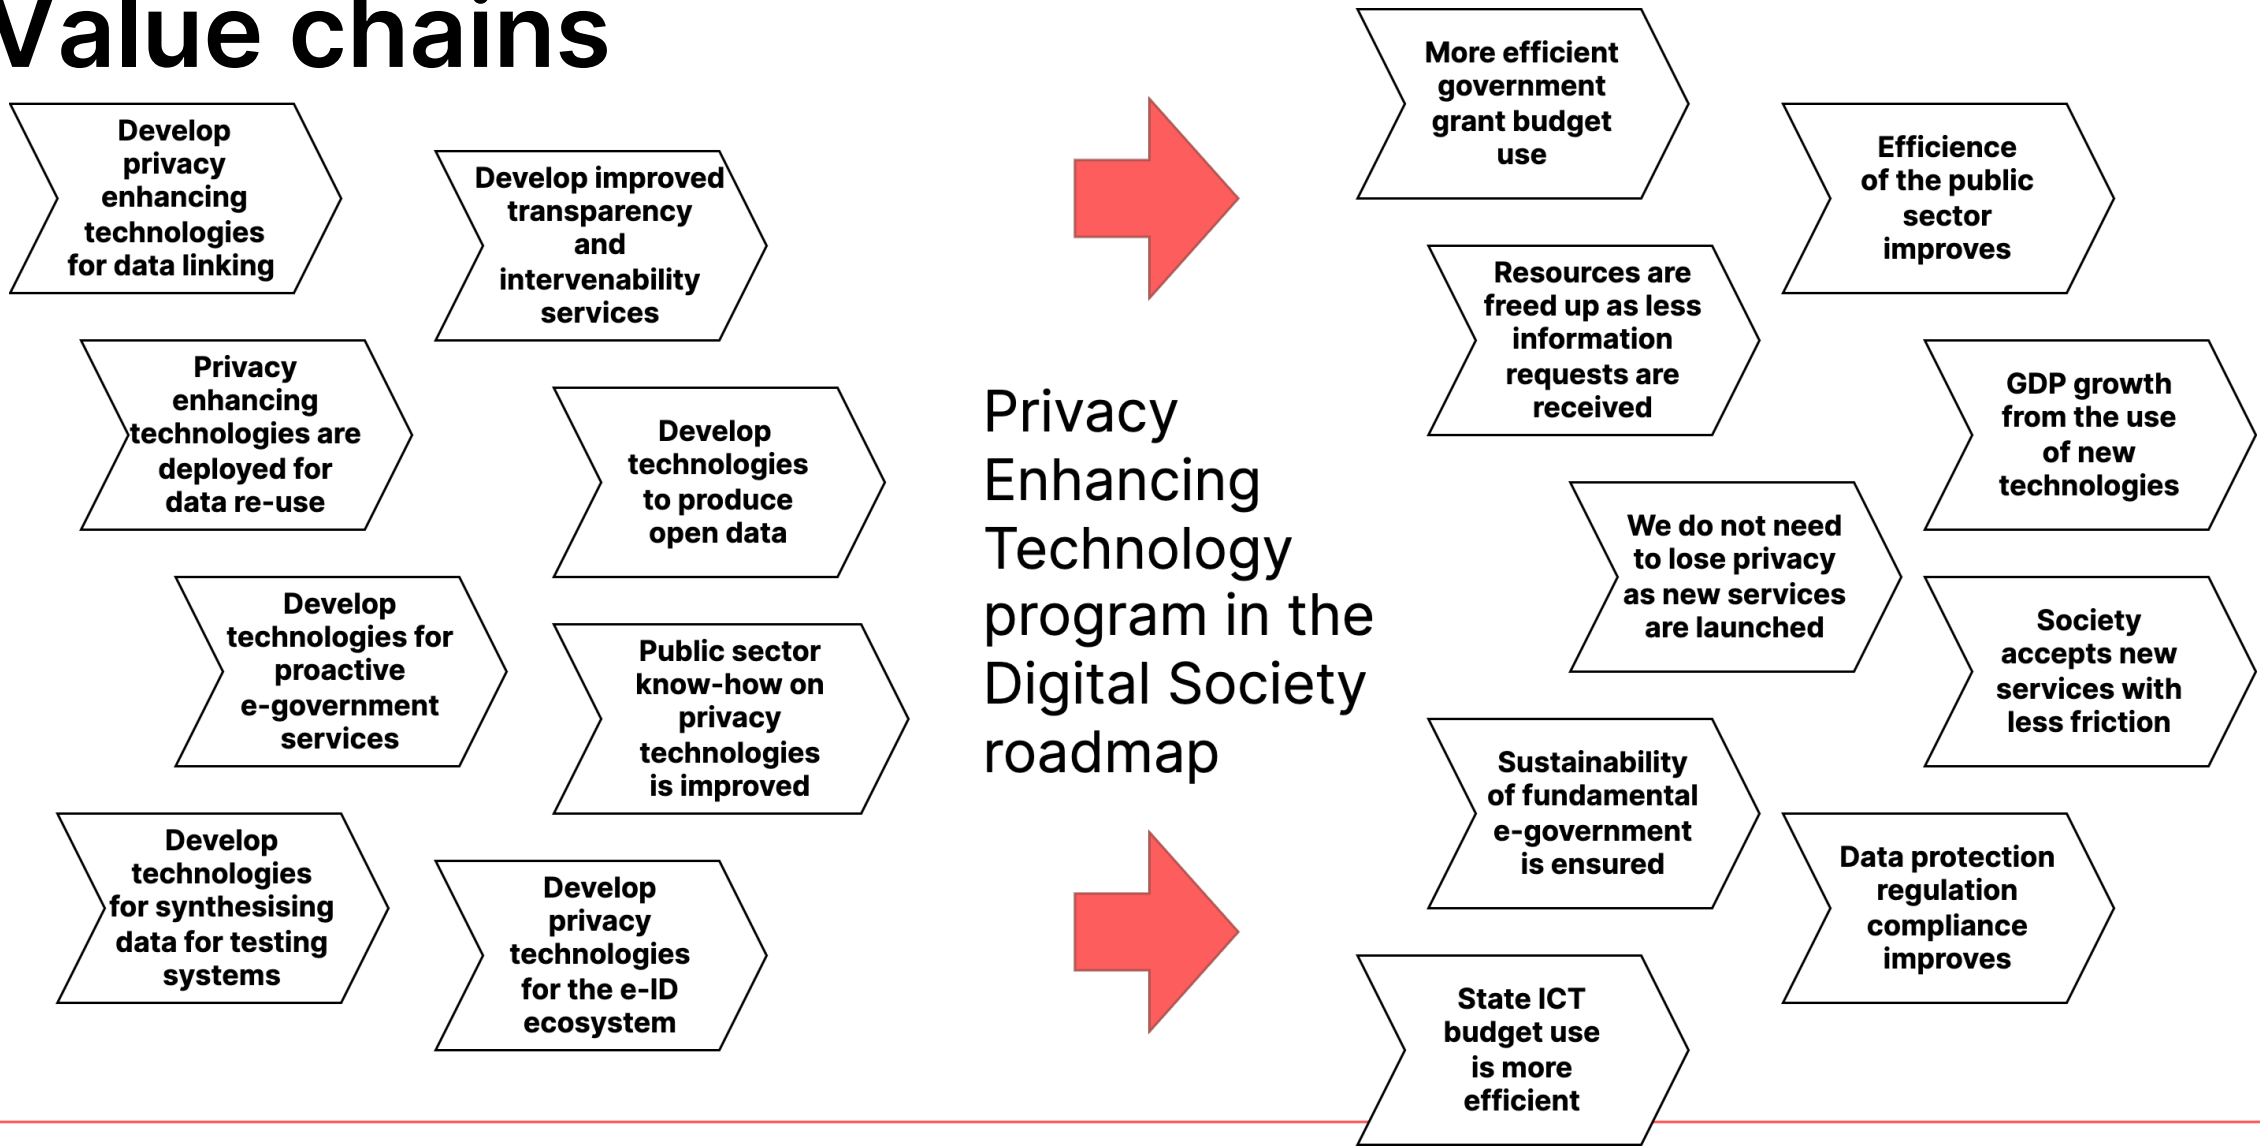 Value chains
Develop
privacy
enhancing
technologies
for data linking
Develop improved
transparency
and
intervenability
services
Privacy
enhancing
technologies are
deployed for
data re-use
Develop
technologies
to produce
open data
Develop
technologies for
proactive
e-government
services
Public sector
know-how on
privacy
technologies
is improved
Develop
technologies
for synthesising
data for testing
systems
Develop
privacy
technologies
for the e-ID
ecosystem
Privacy
Enhancing
Technology
program in the
Digital Society
roadmap
More efficient
government
grant budget
use
Efficience
of the public
sector
improves
Resources are
freed up as less
information
requests are
received
GDP growth
from the use
of new
technologies
We do not need
to lose privacy
as new services
are launched
Society
accepts new
services with
less friction
Sustainability
of fundamental
e-government
is ensured
Data protection
regulation
compliance
improves
State ICT
budget use
is more
efficient